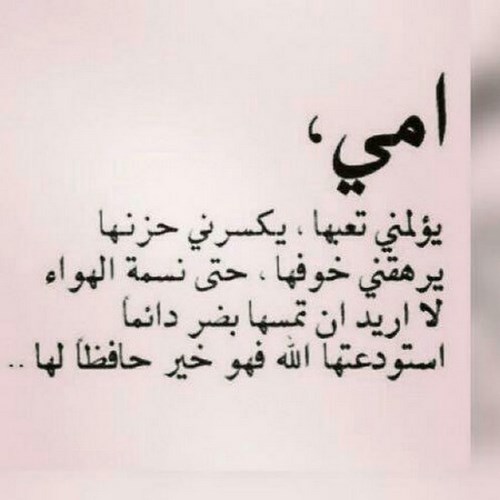 امي،
يؤلمني تعبها ، يكسرني حزنها
يرهقني خوفها ، حتى نسمة الهواء
لا اريد ان تمسها بضر دائماً
استودعتها الله فهو خير حافظاً لها ..